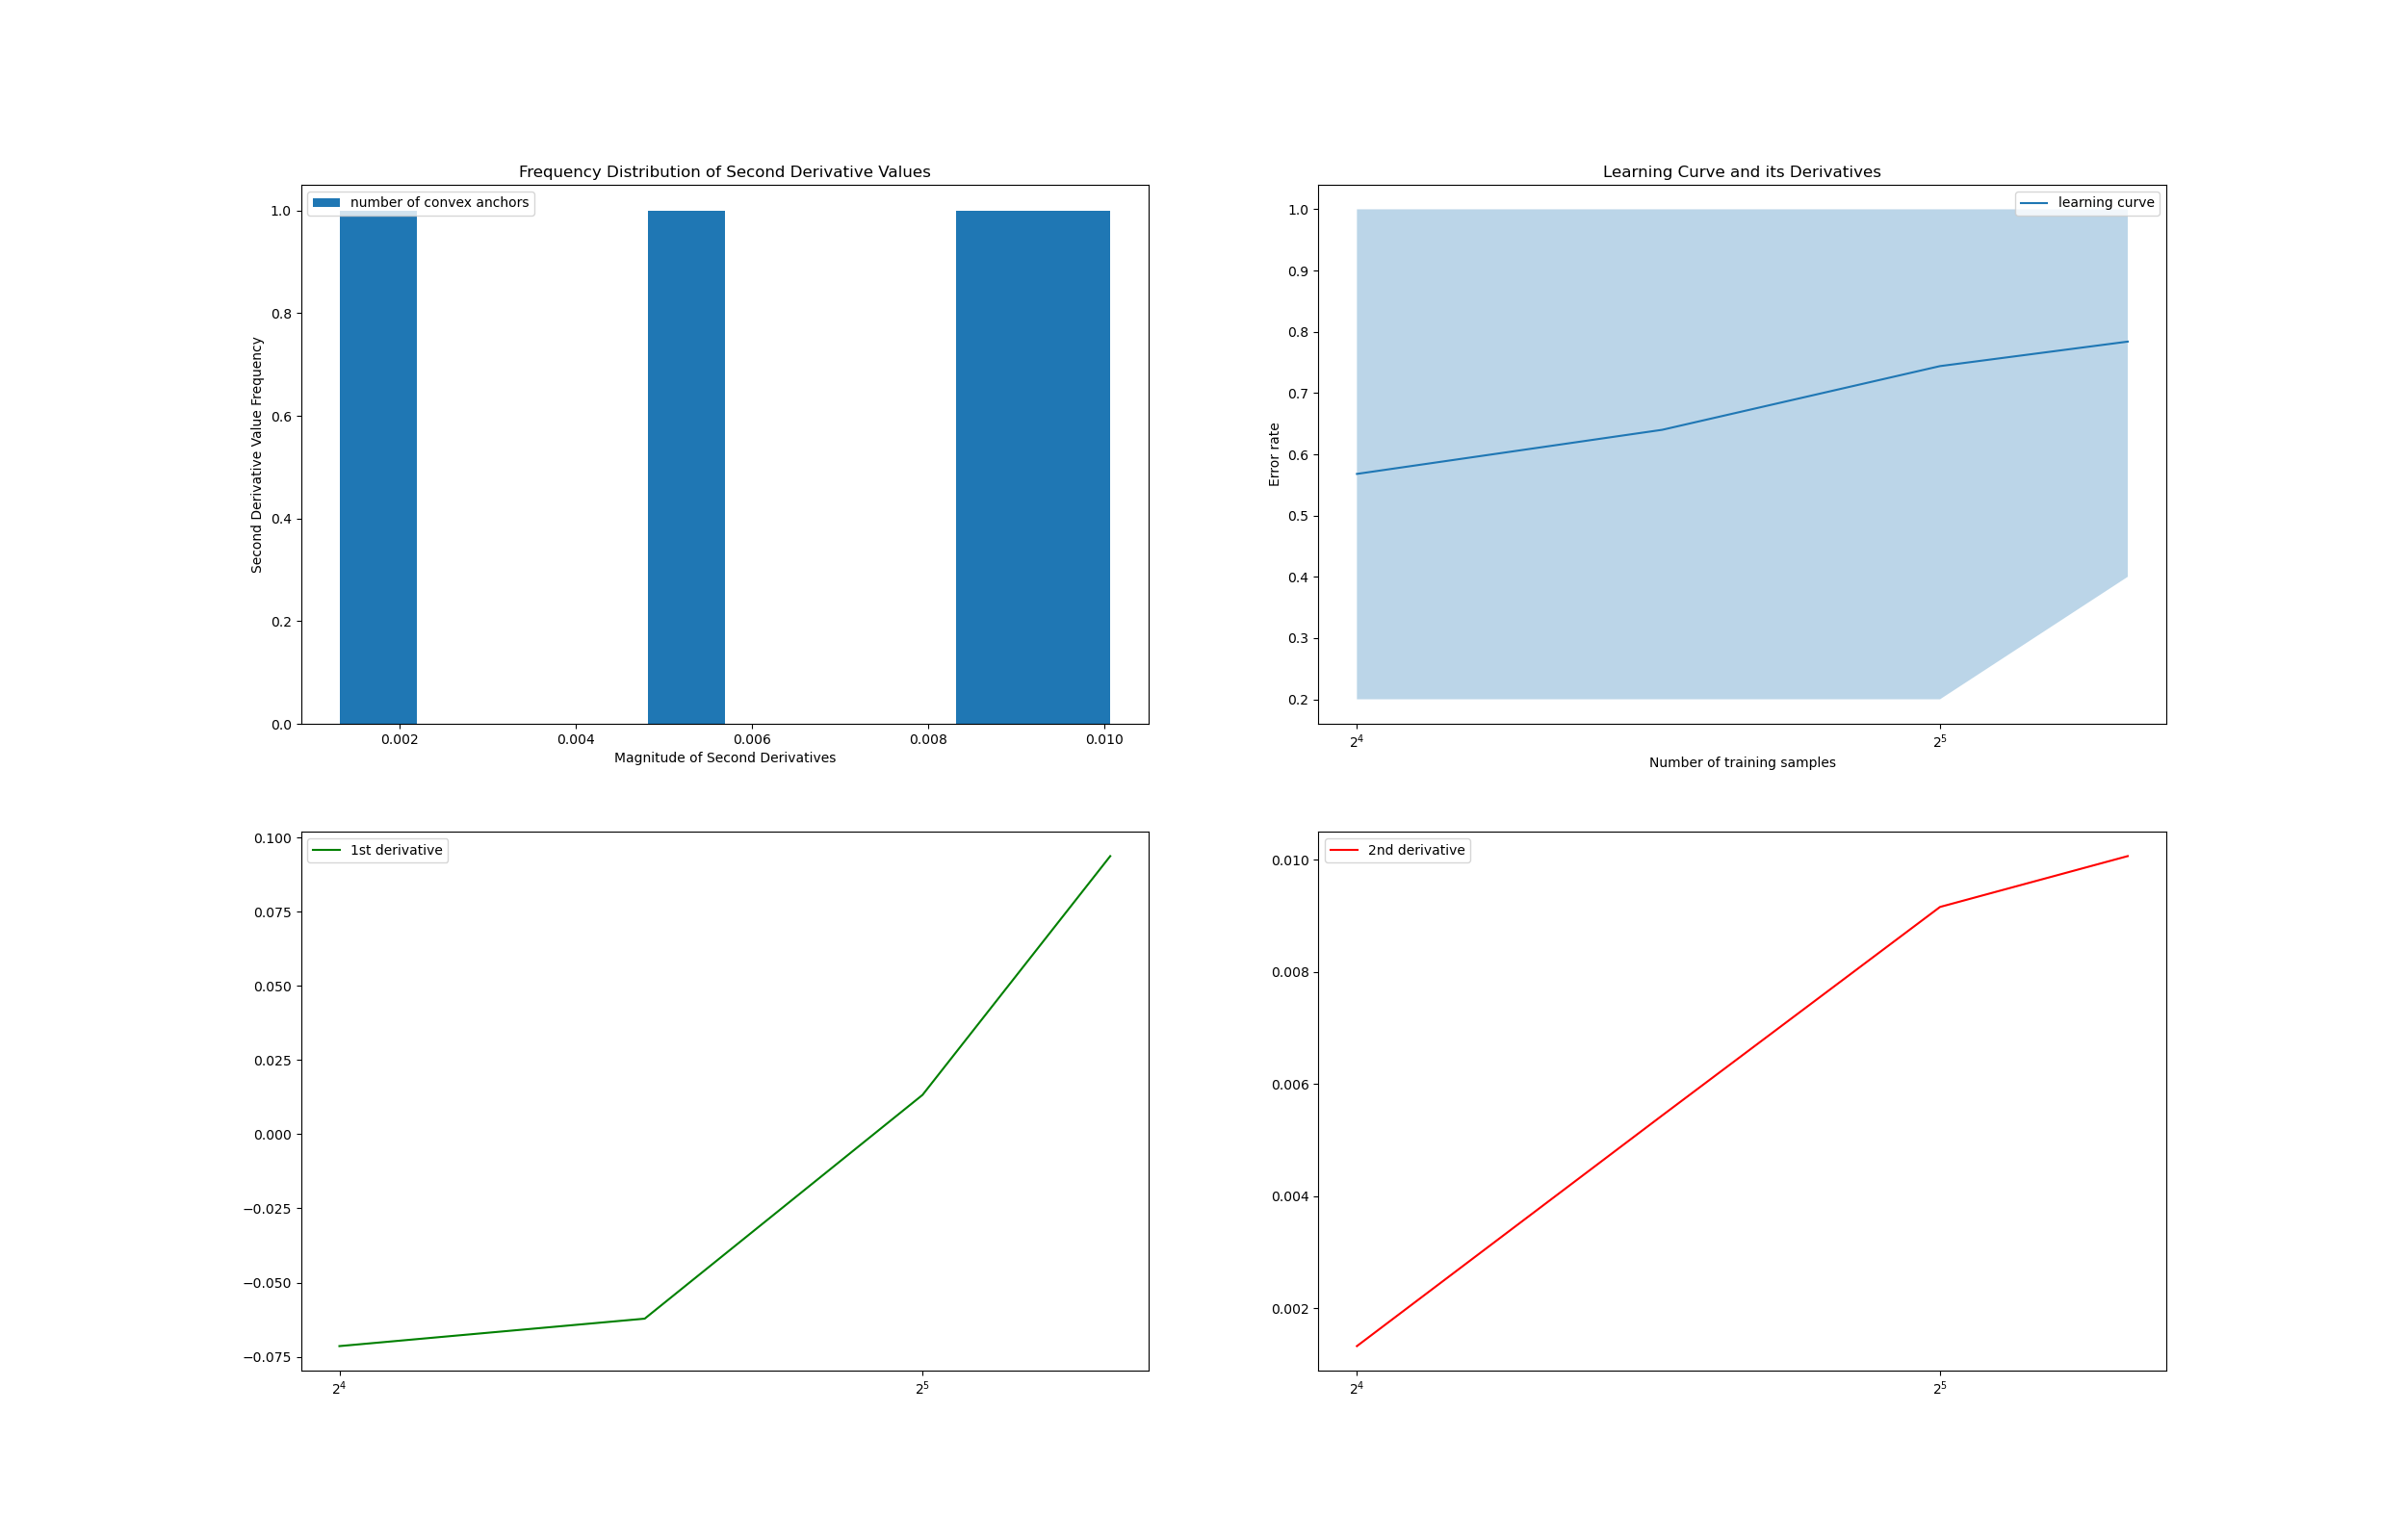 Frequency Distribution of Second Derivative Values
number of convex anchors
Second Derivative Value Frequency
1.0
0.8
0.6
0.4
0.2
0.0
0.002 0.004 0.006 0.008 0.010
Magnitude of Second Derivatives
Learning Curve and its Derivatives
learning curve
Error rate
1.0
0.9
0.8
0.7
0.6
0.5
0.4
0.3
0.2
2⁴ 2⁵
Number of training samples
1st derivative
0.100
0.075
0.050
0.025
0.000
−0.025
−0.050
−0.075
2⁴ 2⁵
2nd derivative
0.010
0.008
0.006
0.004
0.002
2⁴ 2⁵